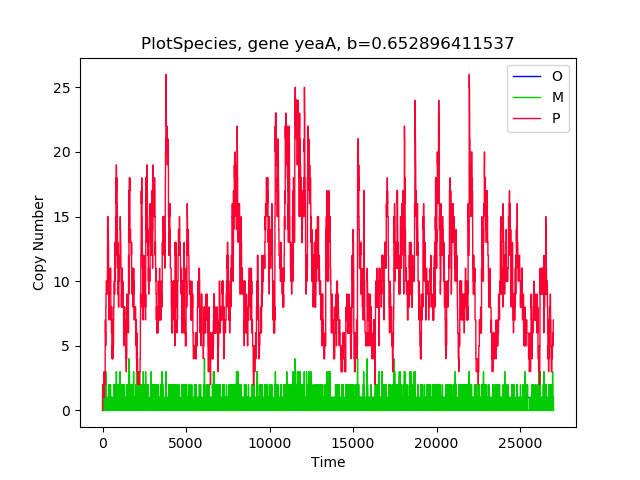 PlotSpecies, gene yeaA, b=0.652896411537
O
M
P
Copy Number
25
20
15
10
5
0
0 5000 10000 15000 20000 25000
Time